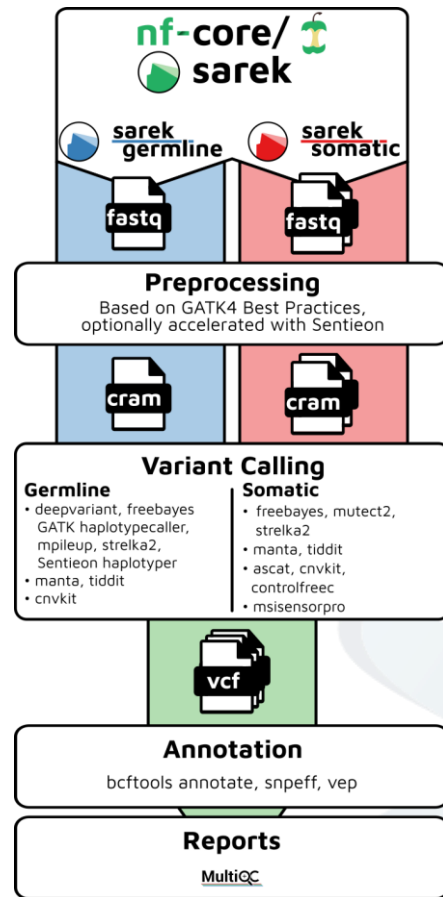 nf-core/
sarek
sarek
germline
sarek
somatic
fastq
fastq
Preprocessing
Based on GATK4 Best Practices,
optionally accelerated with Sentieon
cram
cram
Variant Calling
Germline
• deepvariant, freebayes
GATK haplotypecaller,
mpileup, strelka2,
Sentieon haplotyper
• manta, tiddit
• cnvkit
Somatic
• freebayes, mutect2,
strelka2
• manta, tiddit
• ascat, cnvkit,
controlfreec
• msisensorpro
vcf
Annotation
bcftools annotate, snpeff, vep
Reports
MultiQC